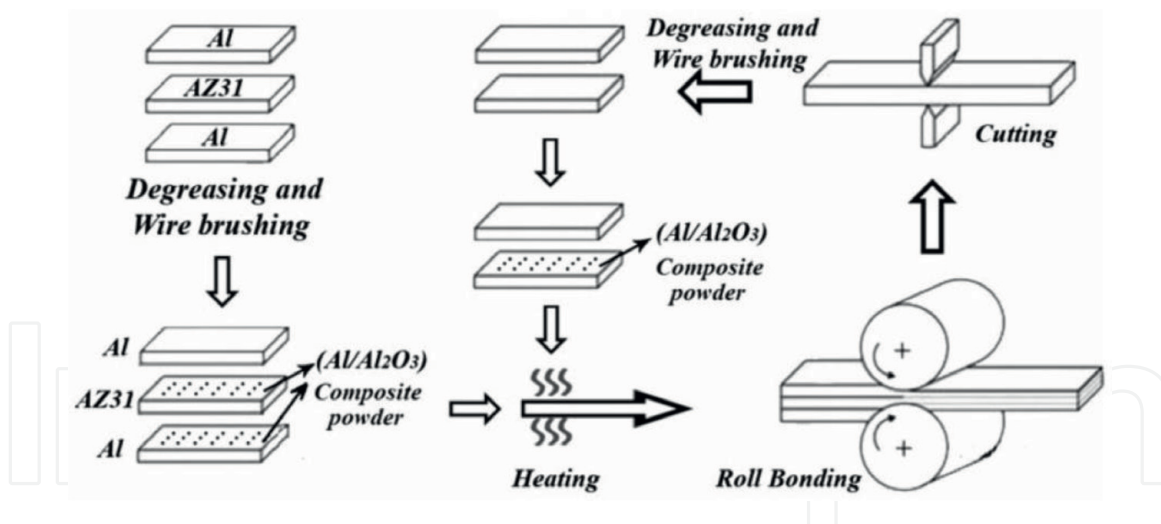 Al
AZ31
Al
Degreasing and
Wire brushing
Al
AZ31
Al
(Al/Al2O3)
Composite
powder
Degreasing and
Wire brushing
(Al/Al2O3)
Composite
powder
Heating
Cutting
+
+
Roll Bonding